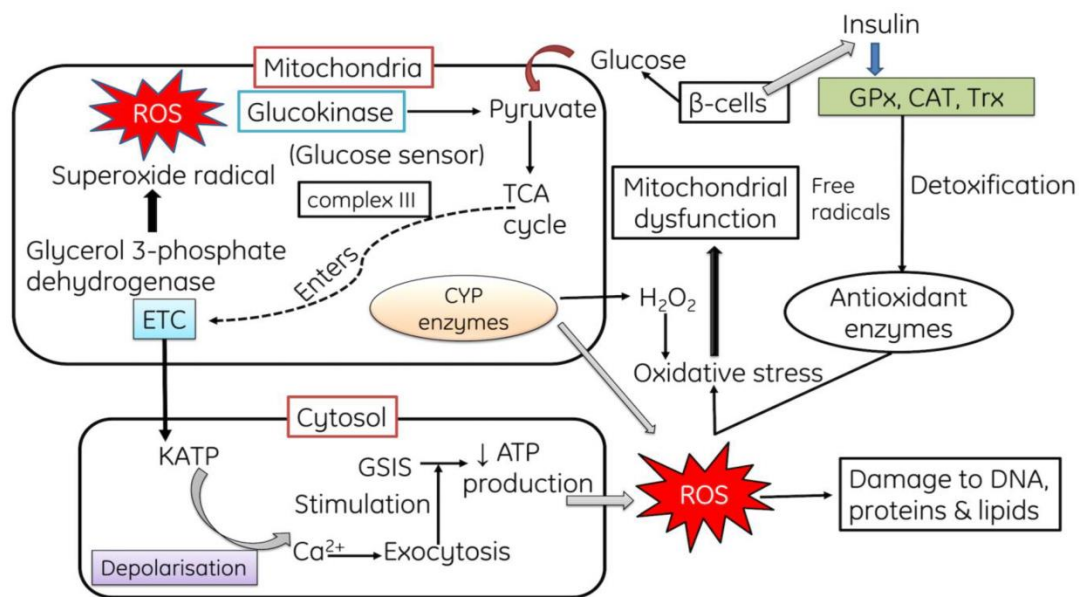 Insulin
Mitochondria
Glucose
ROS
Glucokinase
Pyruvate
β-cells
GPx, CAT, Trx
(Glucose sensor)
Superoxide radical
complex III
TCA
cycle
Mitochondrial
dysfunction
Free
radicals
Detoxification
Glycerol 3-phosphate
dehydrogenase
Enters
ETC
CYP
enzymes
H₂O₂
Antioxidant
enzymes
Oxidative stress
Cytosol
KATP
GSIS
↓ ATP
production
Stimulation
ROS
Damage to DNA,
proteins & lipids
Ca²⁺
Exocytosis
Depolarisation